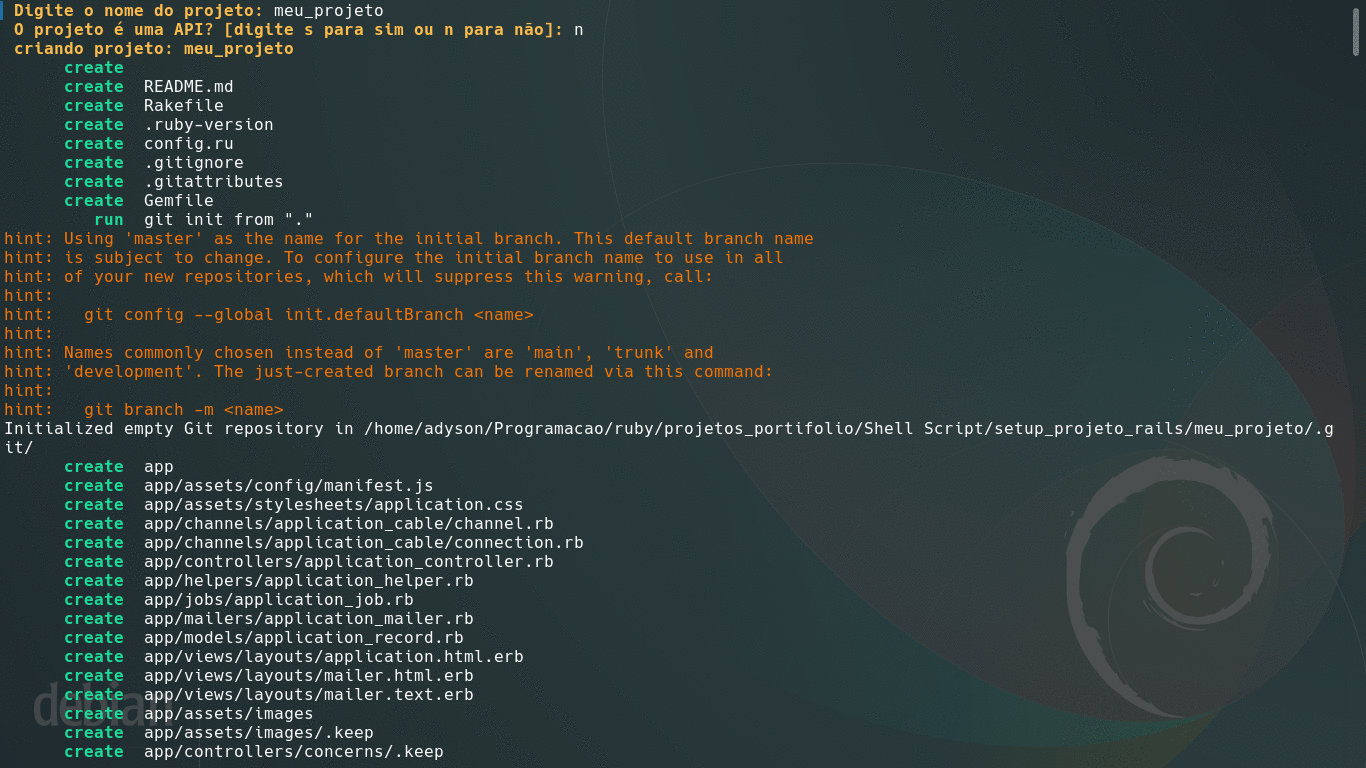 Digite o nome do projeto: meu_projeto
O projeto é uma API? [digite s para sim ou n para não]: n
criando projeto: meu_projeto
create
create  README.md
create  Rakefile
create  .ruby-version
create  config.ru
create  .gitignore
create  .gitattributes
create  Gemfile
run  git init from "."
hint: Using 'master' as the name for the initial branch. This default branch name
hint: is subject to change. To configure the initial branch name to use in all
hint: of your new repositories, which will suppress this warning, call:
hint:
hint:   git config --global init.defaultBranch <name>
hint:
hint: Names commonly chosen instead of 'master' are 'main', 'trunk' and
hint: 'development'. The just-created branch can be renamed via this command:
hint:
hint:   git branch -m <name>
Initialized empty Git repository in /home/adyson/Programacao/ruby/projetos_portifolio/Shell Script/setup_projeto_rails/meu_projeto/.g
it/
create  app
create  app/assets/config/manifest.js
create  app/assets/stylesheets/application.css
create  app/channels/application_cable/channel.rb
create  app/channels/application_cable/connection.rb
create  app/controllers/application_controller.rb
create  app/helpers/application_helper.rb
create  app/jobs/application_job.rb
create  app/mailers/application_mailer.rb
create  app/models/application_record.rb
create  app/views/layouts/application.html.erb
create  app/views/layouts/mailer.html.erb
create  app/views/layouts/mailer.text.erb
create  app/assets/images
create  app/assets/images/.keep
create  app/controllers/concerns/.keep
debian